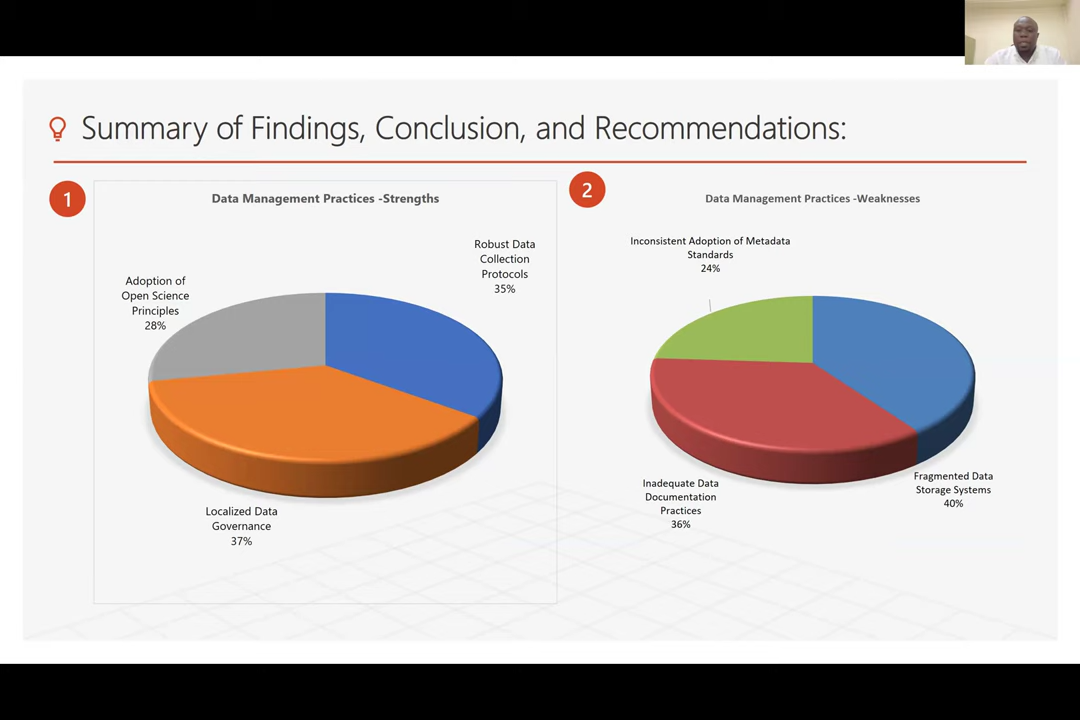 Summary of Findings, Conclusion, and Recommendations:
1
Data Management Practices -Strengths
Robust Data
Collection
Protocols
35%
Adoption of
Open Science
Principles
28%
Localized Data
Governance
37%
2
Data Management Practices -Weaknesses
Inconsistent Adoption of Metadata
Standards
24%
Inadequate Data
Documentation
Practices
36%
Fragmented Data
Storage Systems
40%